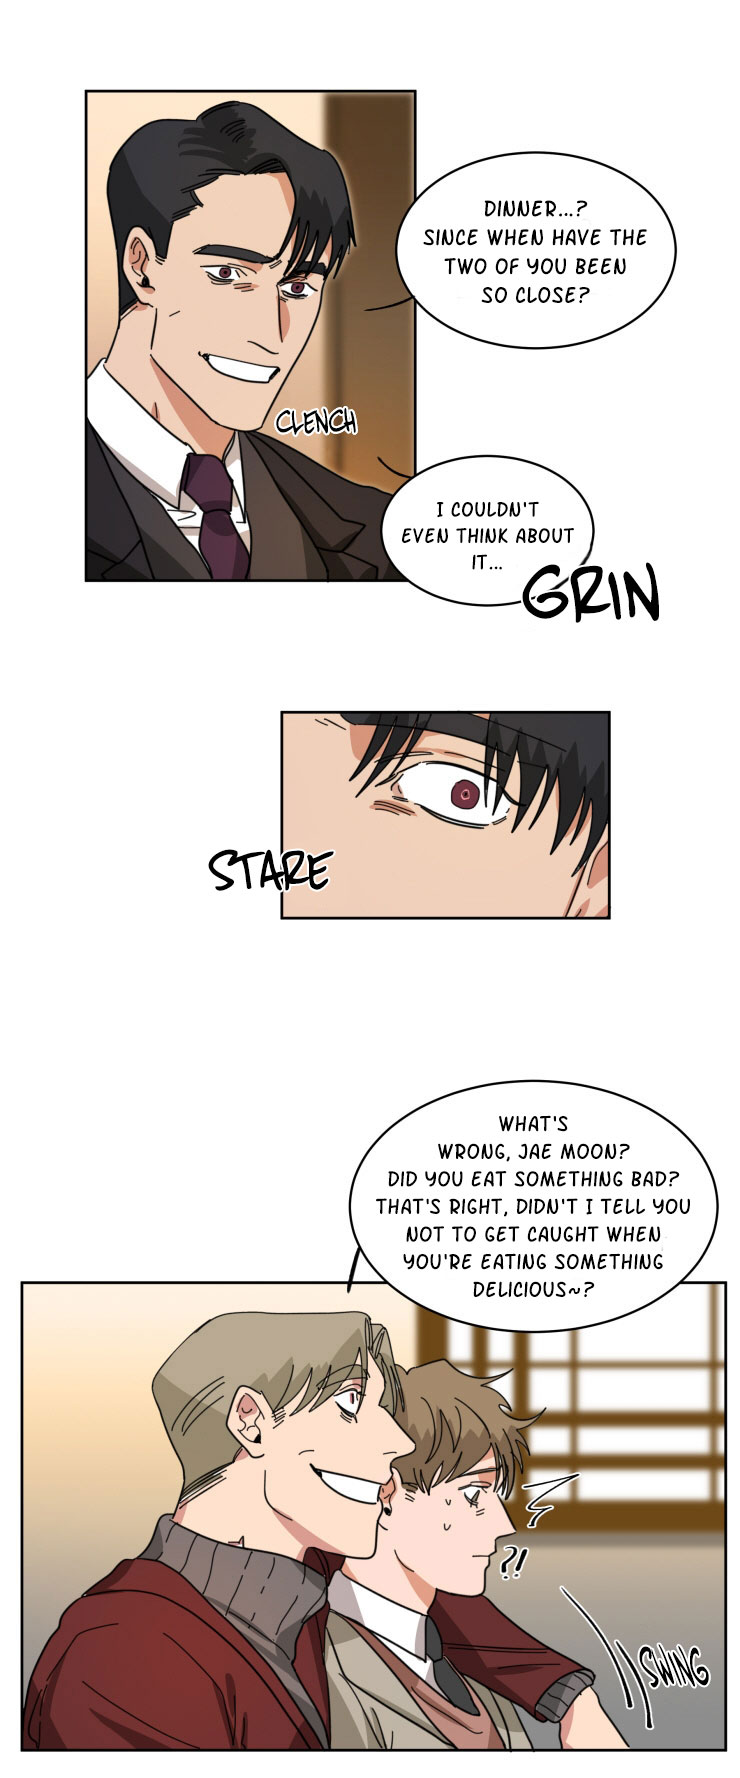 DINNER...?
SINCE WHEN HAVE THE
TWO OF YOU BEEN
SO CLOSE?
CLENCH
I COULDN'T
EVEN THINK ABOUT
IT...
GRIN
STARE
WHAT'S
WRONG, JAE MOON?
DID YOU EAT SOMETHING BAD?
THAT'S RIGHT, DIDN'T I TELL YOU
NOT TO GET CAUGHT WHEN
YOU'RE EATING SOMETHING
DELICIOUS~?
?!
SWING